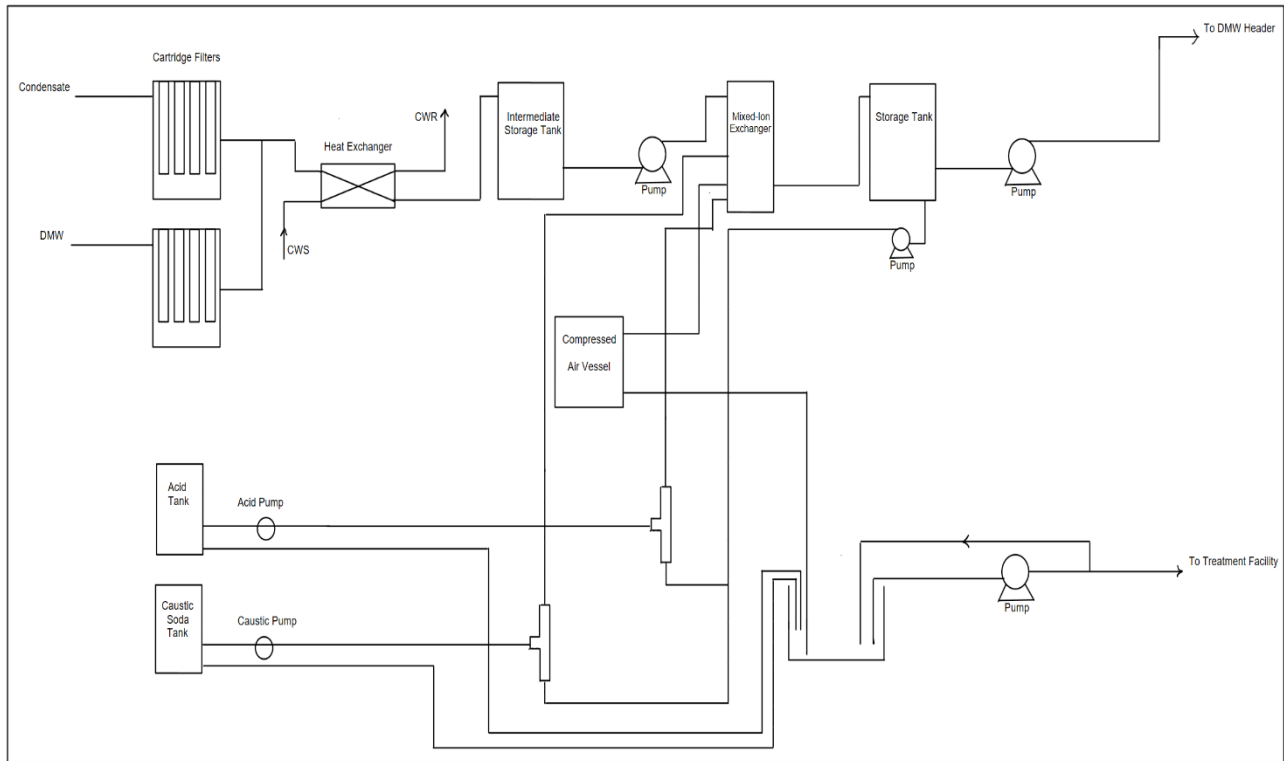 To DMW Header
Cartridge Filters
Condensate
CWR
Intermediate
Storage Tank
Mixed-Ion
Exchanger
Storage Tank
Heat Exchanger
Pump
Pump
DMW
CWS
Pump
Compressed
Air Vessel
Acid
Tank
Acid Pump
To Treatment Facility
Caustic
Soda
Tank
Caustic Pump
Pump